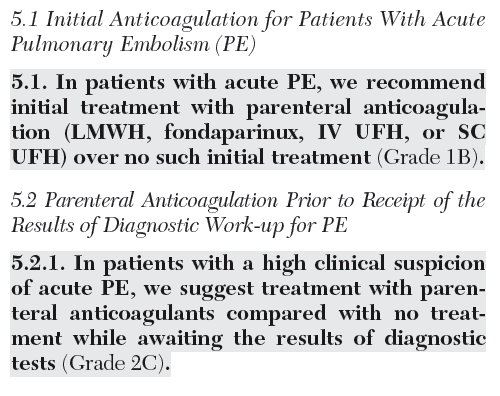 5.1 Initial Anticoagulation for Patients With Acute
Pulmonary Embolism (PE)
5.1. In patients with acute PE, we recommend
initial treatment with parenteral anticoagula-
tion (LMWH, fondaparinux, IV UFH, or SC
UFH) over no such initial treatment (Grade 1B).
5.2 Parenteral Anticoagulation Prior to Receipt of the
Results of Diagnostic Work-up for PE
5.2.1. In patients with a high clinical suspicion
of acute PE, we suggest treatment with paren-
teral anticoagulants compared with no treat-
ment while awaiting the results of diagnostic
tests (Grade 2C).